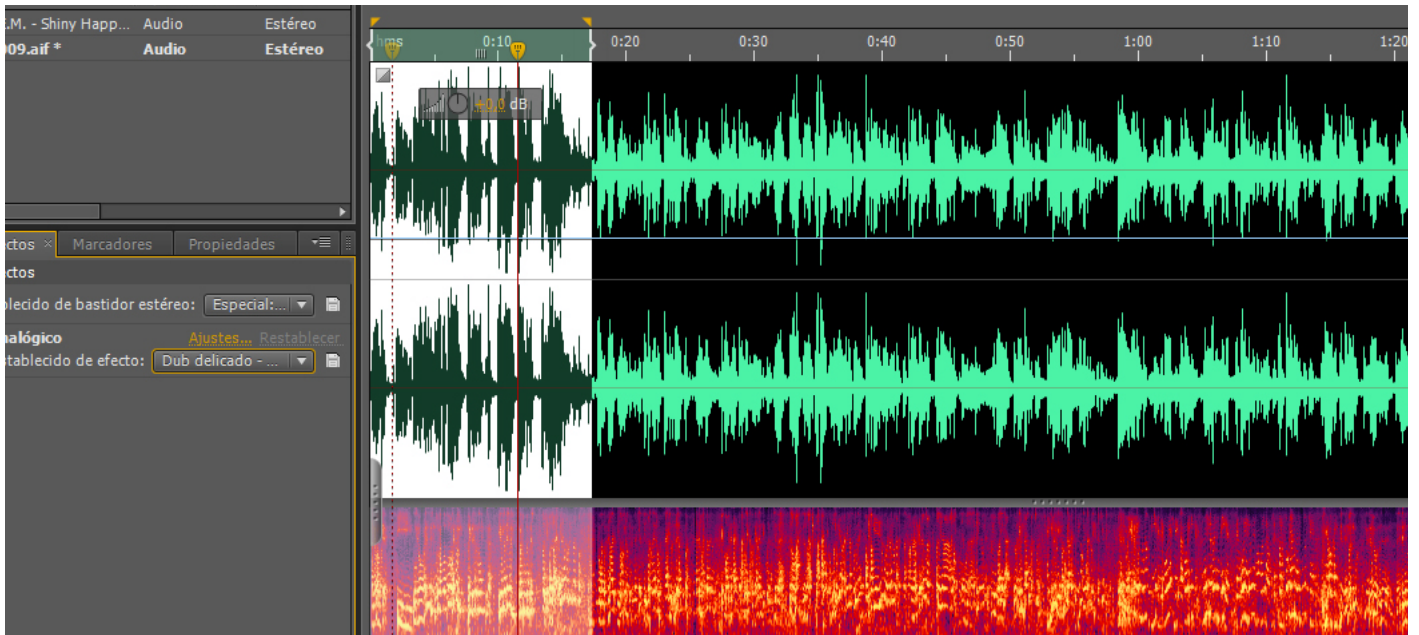 .M. - Shiny Happ... Audio Estéreo
009.aif * Audio Estéreo
hms 0:10 0:20 0:30 0:40 0:50 1:00 1:10 1:20
+0,0 dB
ctos × Marcadores Propiedades
ctos
lecido de bastidor estéreo: Especial:...
nalógico Ajustes... Restablecer
stablecido de efecto: Dub delicado - ...